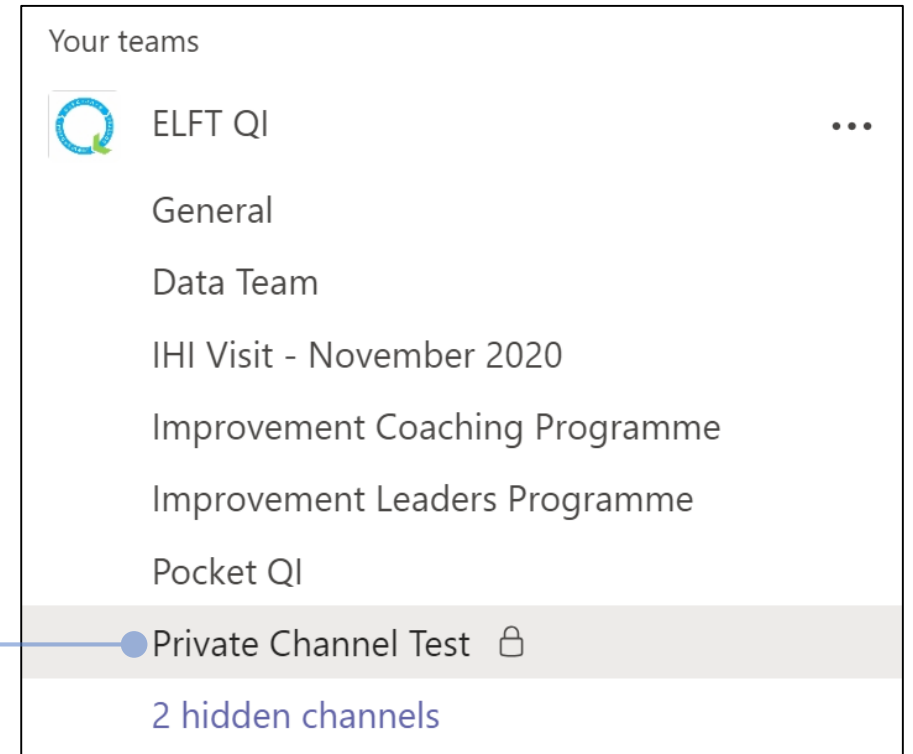 Your teams
ELFT QI
General
Data Team
IHI Visit - November 2020
Improvement Coaching Programme
Improvement Leaders Programme
Pocket QI
Private Channel Test
2 hidden channels